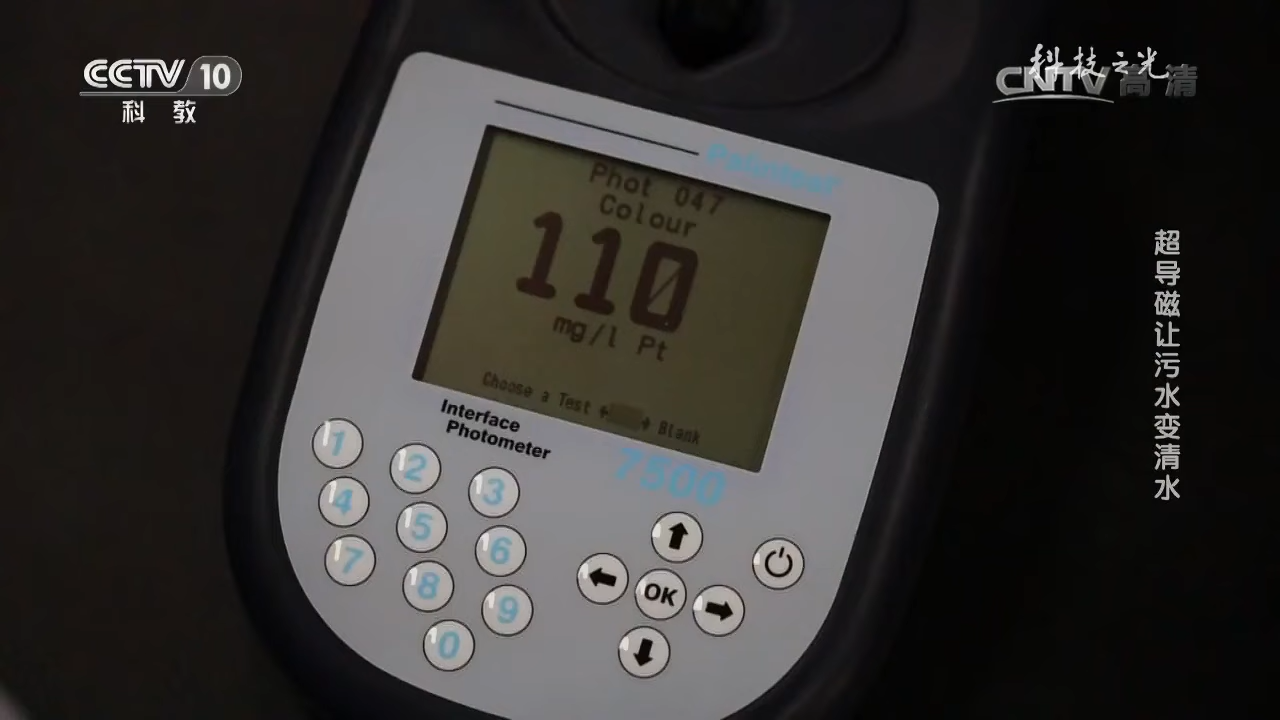 CCTV 10
科教
科技之光
CNTV 高清
Palintest
Phot 047
Colour
110
mg/l Pt
Choose a Test
Blank
Interface
Photometer
7500
1
2
3
4
5
6
7
8
9
0
OK
超导磁让污水变清水